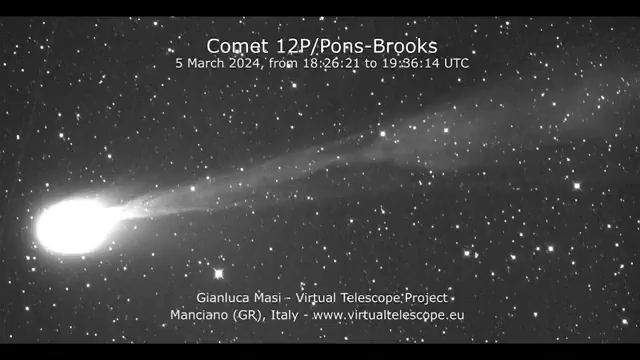 Comet 12P/Pons-Brooks
5 March 2024, from 18:26:21 to 19:36:14 UTC
Gianluca Masi - Virtual Telescope Project
Manciano (GR), Italy - www.virtualtelescope.eu